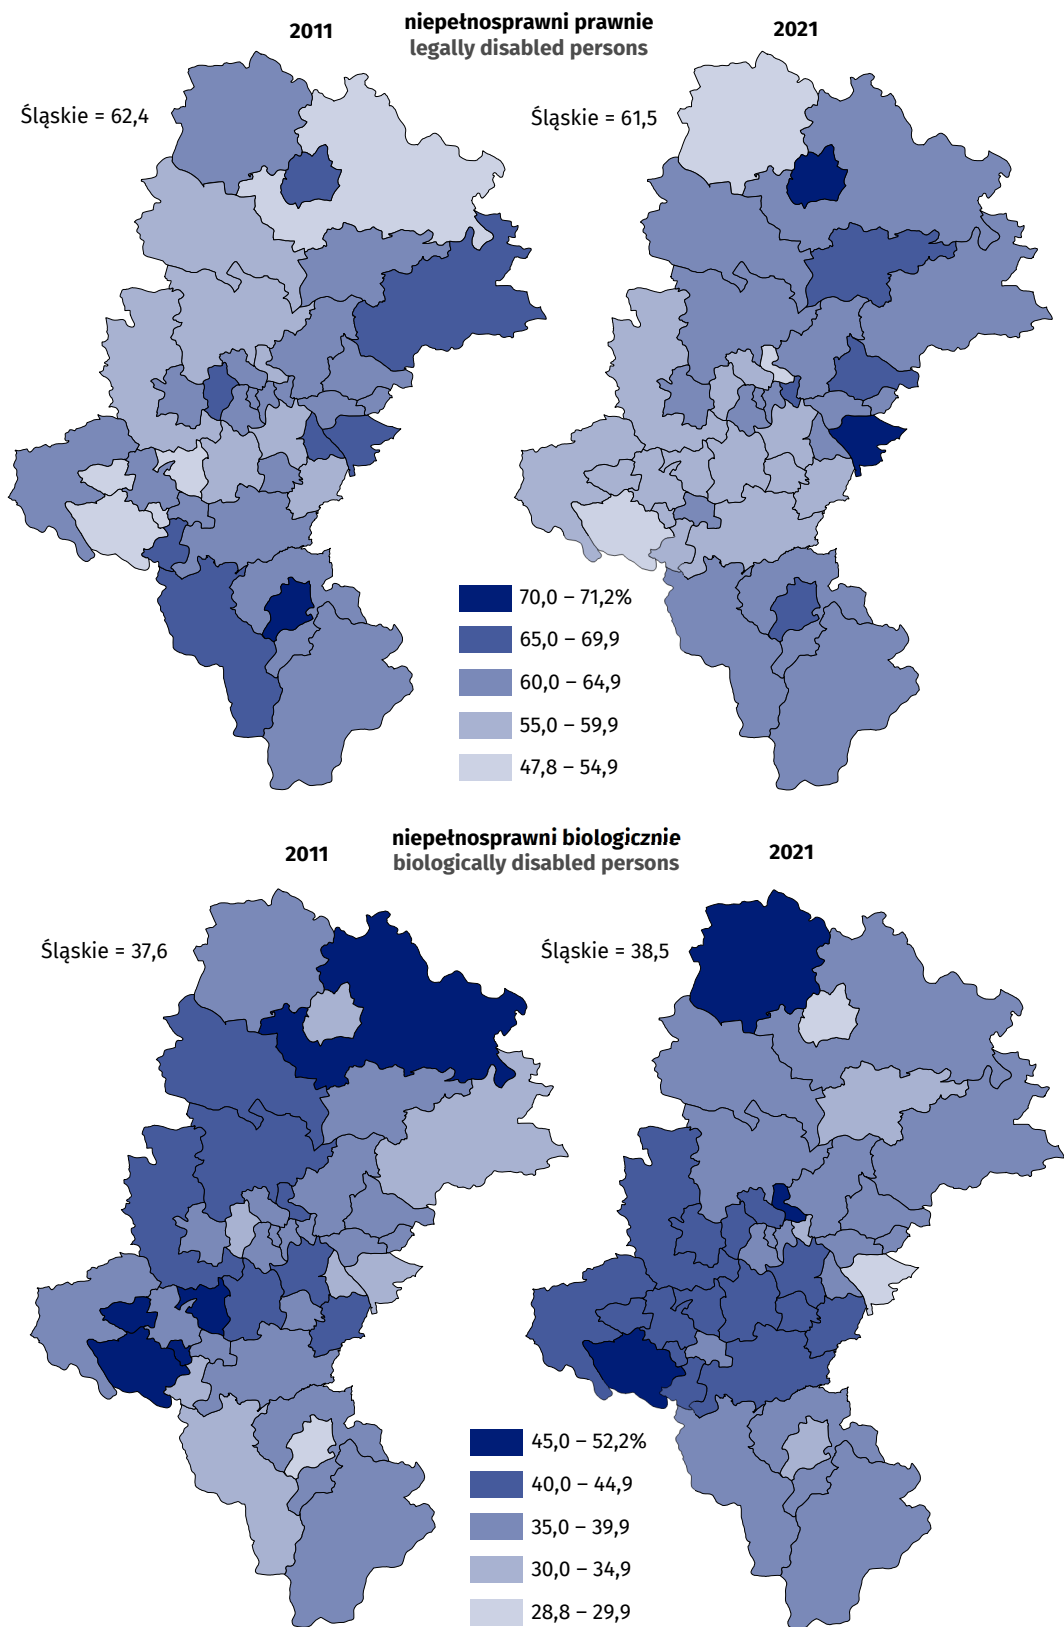 niepełnosprawni prawnie
legally disabled persons
2011
2021
Śląskie = 62,4
Śląskie = 61,5
70,0 – 71,2%
65,0 – 69,9
60,0 – 64,9
55,0 – 59,9
47,8 – 54,9
niepełnosprawni biologicznie
biologically disabled persons
2011
2021
Śląskie = 37,6
Śląskie = 38,5
45,0 – 52,2%
40,0 – 44,9
35,0 – 39,9
30,0 – 34,9
28,8 – 29,9